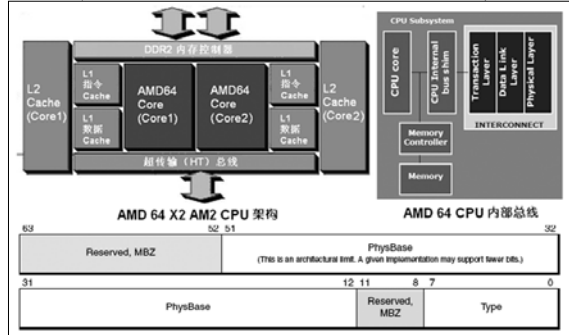 DDR2 内存控制器
L2
Cache
(Core1)
L1
指令
Cache
L1
数据
Cache
AMD64
Core
(Core1)
AMD64
Core
(Core2)
L1
指令
Cache
L1
数据
Cache
L2
Cache
(Core2)
超传输（HT）总线
AMD 64 X2 AM2 CPU 架构
CPU Subsystem
CPU core
CPU Internal
bus shim
Transaction
Layer
Data Link
Layer
Physical Layer
INTERCONNECT
Memory
Controller
Memory
AMD 64 CPU 内部总线
63 52 51 32
Reserved, MBZ
PhysBase
(This is an architectural limit. A given implementation may support fewer bits.)
31 12 11 8 7 0
PhysBase
Reserved,
MBZ
Type